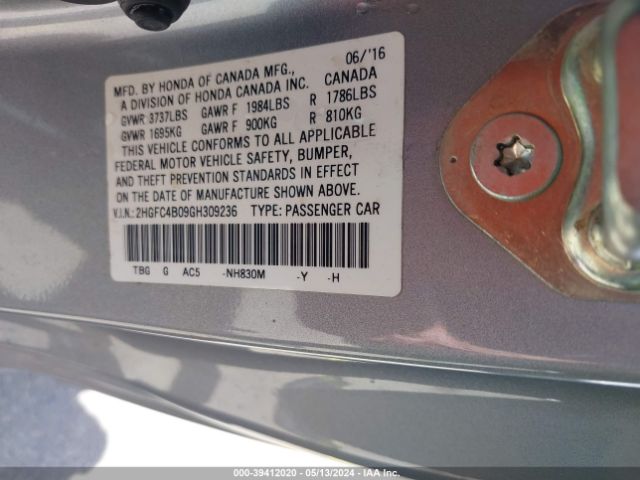 06/'16
MFD. BY HONDA OF CANADA MFG.,
A DIVISION OF HONDA CANADA INC. CANADA
GVWR 3737LBS GAWR F 1984LBS R 1786LBS
GVWR 1695KG GAWR F 900KG R 810KG
THIS VEHICLE CONFORMS TO ALL APPLICABLE
FEDERAL MOTOR VEHICLE SAFETY, BUMPER,
AND THEFT PREVENTION STANDARDS IN EFFECT
ON THE DATE OF MANUFACTURE SHOWN ABOVE.
V.I.N.: 2HGFC4B09GH309236 TYPE: PASSENGER CAR
TBG G AC5 -NH830M -Y -H
000-39412020 - 05/13/2024 - IAA Inc.